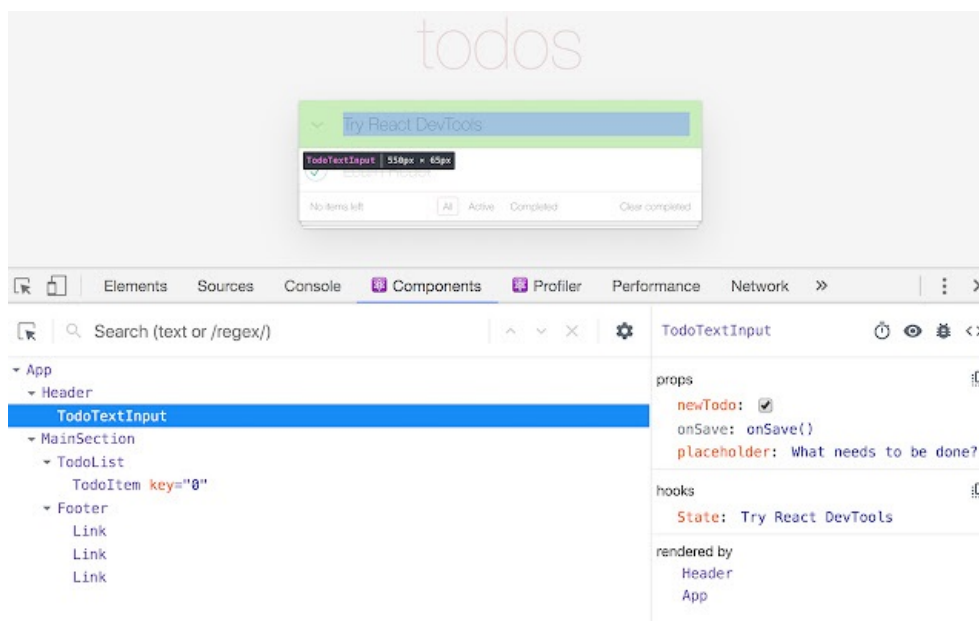 todos
Try React DevTools
TodoTextInput | 550px × 65px
No items left All Active Completed Clear completed
Elements Sources Console Components Profiler Performance Network »
Search (text or /regex/)
TodoTextInput
App
Header
TodoTextInput
MainSection
TodoList
TodoItem key="0"
Footer
Link
Link
Link
props
newTodo:
onSave: onSave()
placeholder: What needs to be done?
hooks
State: Try React DevTools
rendered by
Header
App